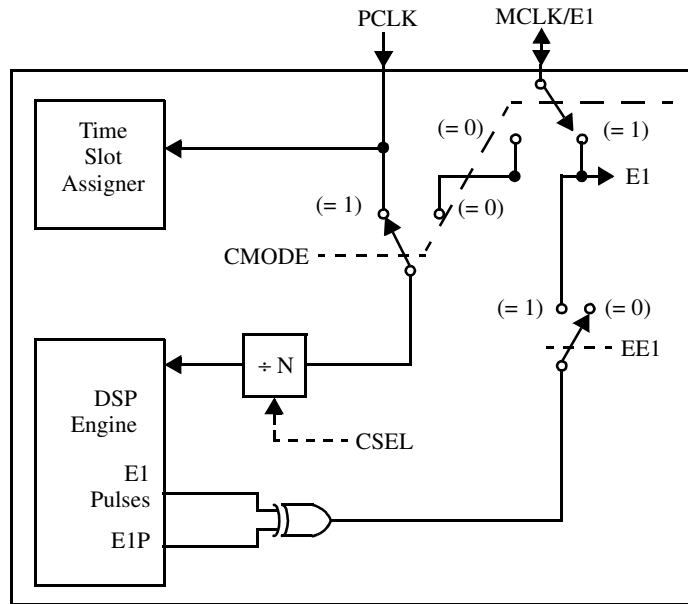 PCLK
MCLK/E1
Time
Slot
Assigner
(= 0)
(= 1)
E1
(= 1)
(= 0)
CMODE
(= 1)
(= 0)
EE1
÷ N
DSP
Engine
CSEL
E1
Pulses
E1P